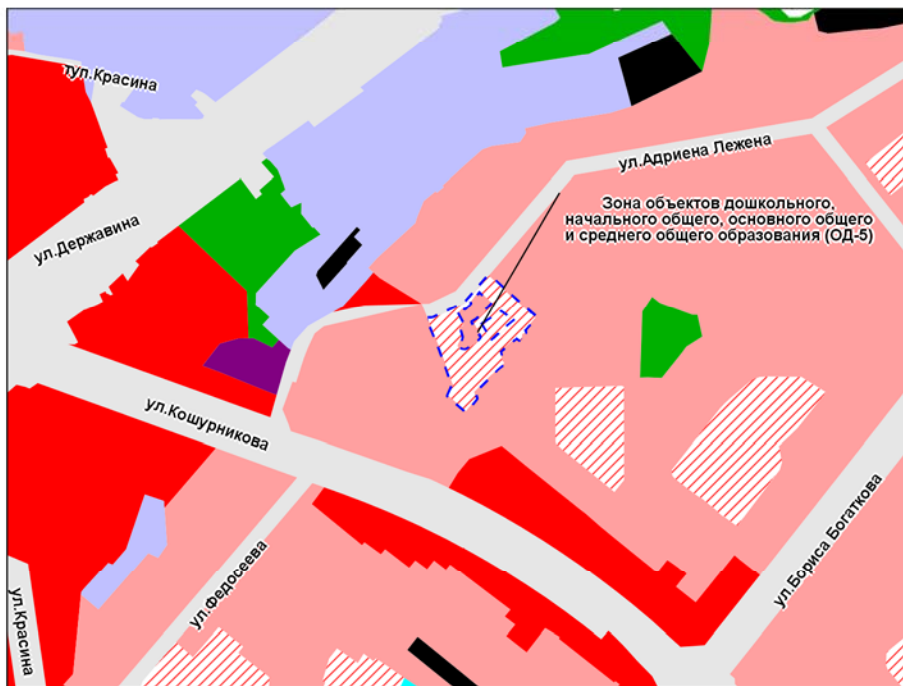 тул.Красина
ул.Адриена Лежена
Зона объектов дошкольного,
начального общего, основного общего
и среднего общего образования (ОД-5)
ул.Державина
ул.Кошурникова
ул.Бориса Богаткова
ул.Федосеева
ул.Красина